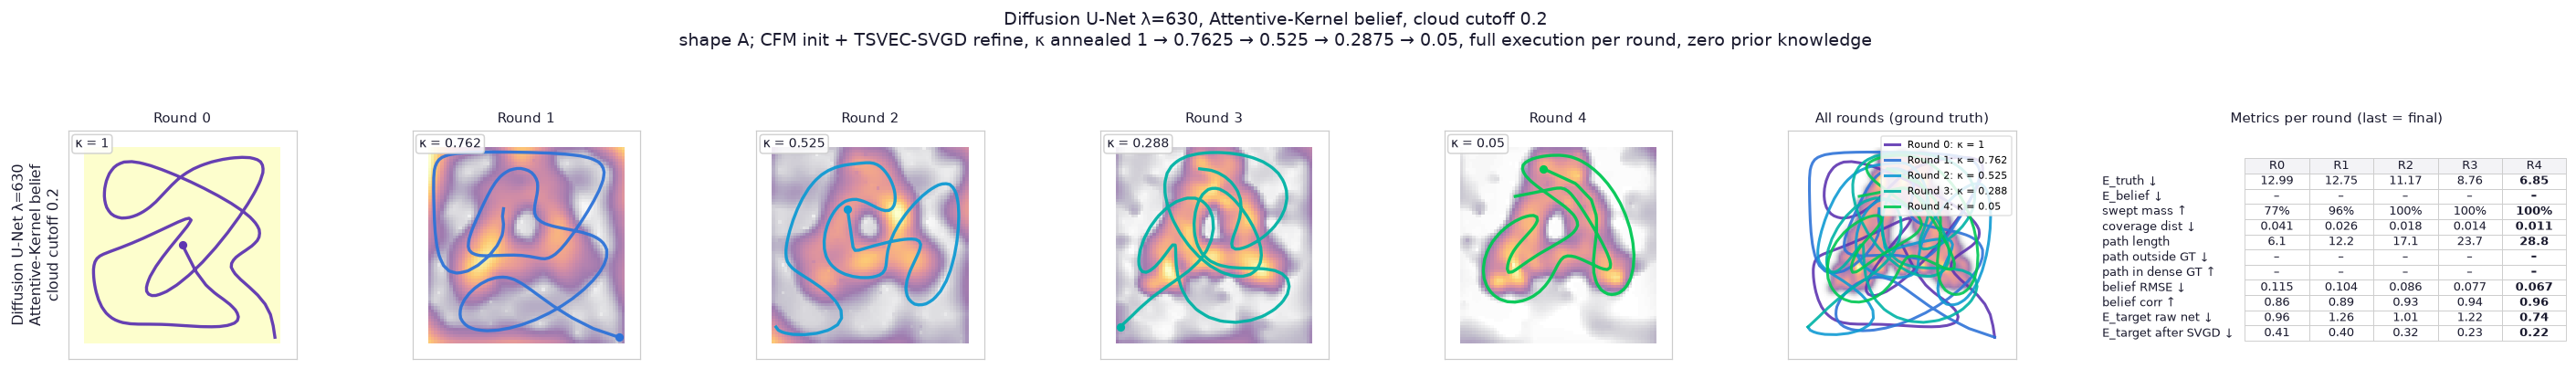 Diffusion U-Net λ=630, Attentive-Kernel belief, cloud cutoff 0.2
shape A; CFM init + TSVEC-SVGD refine, κ annealed 1 → 0.7625 → 0.525 → 0.2875 → 0.05, full execution per round, zero prior knowledge
Diffusion U-Net λ=630
Attentive-Kernel belief
cloud cutoff 0.2
Round 0
κ = 1
Round 1
κ = 0.762
Round 2
κ = 0.525
Round 3
κ = 0.288
Round 4
κ = 0.05
All rounds (ground truth)
Round 0: κ = 1
Round 1: κ = 0.762
Round 2: κ = 0.525
Round 3: κ = 0.288
Round 4: κ = 0.05
Metrics per round (last = final)
R0 R1 R2 R3 R4
E_truth ↓ 12.99 12.75 11.17 8.76 6.85
E_belief ↓ – – – – –
swept mass ↑ 77% 96% 100% 100% 100%
coverage dist ↓ 0.041 0.026 0.018 0.014 0.011
path length 6.1 12.2 17.1 23.7 28.8
path outside GT ↓ – – – – –
path in dense GT ↑ – – – – –
belief RMSE ↓ 0.115 0.104 0.086 0.077 0.067
belief corr ↑ 0.86 0.89 0.93 0.94 0.96
E_target raw net ↓ 0.96 1.26 1.01 1.22 0.74
E_target after SVGD ↓ 0.41 0.40 0.32 0.23 0.22